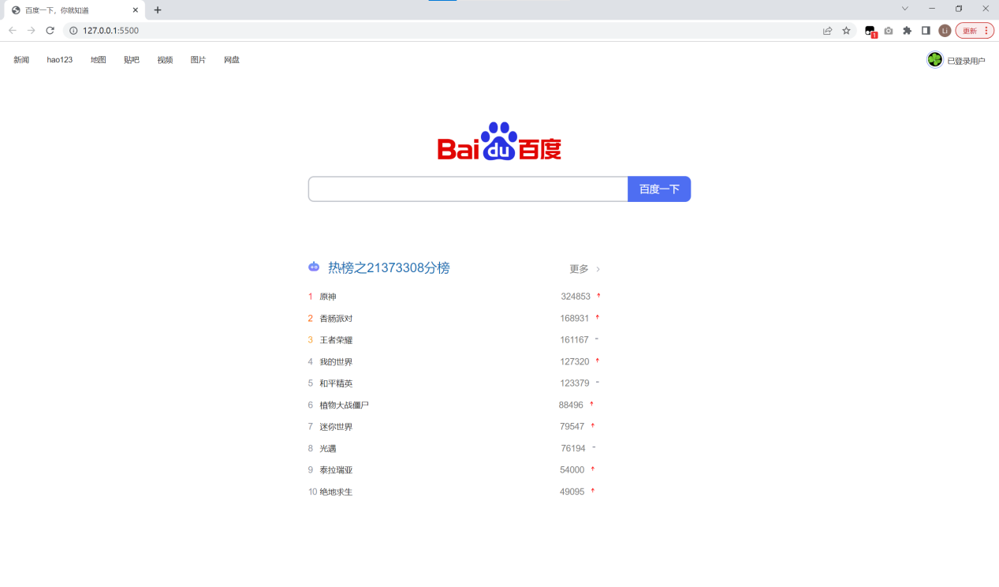 百度一下，你就知道
127.0.0.1:5500
1
Li
更新
新闻 hao123 地图 贴吧 视频 图片 网盘 已登录用户
Bai du 百度
百度一下
热榜之21373308分榜 更多
1 原神 324853
2 香肠派对 168931
3 王者荣耀 161167
4 我的世界 127320
5 和平精英 123379
6 植物大战僵尸 88496
7 迷你世界 79547
8 光遇 76194
9 泰拉瑞亚 54000
10 绝地求生 49095